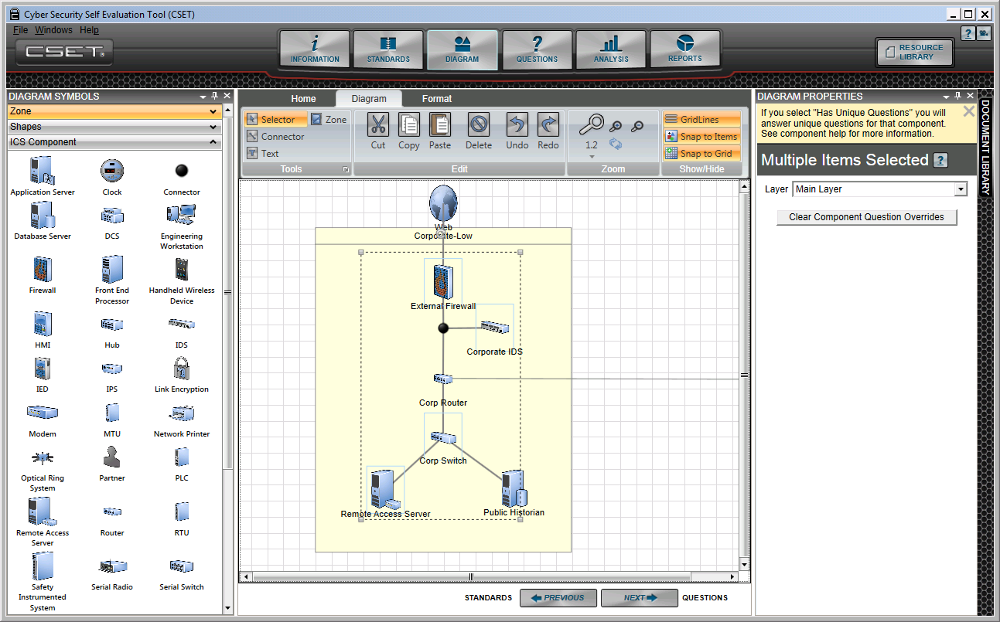 Cyber Security Self Evaluation Tool (CSET)
File Windows Help
CSET
INFORMATION
STANDARDS
DIAGRAM
QUESTIONS
ANALYSIS
REPORTS
RESOURCE
LIBRARY
DIAGRAM SYMBOLS
Zone
Shapes
ICS Component
Application Server
Clock
Connector
Database Server
DCS
Engineering
Workstation
Firewall
Front End
Processor
Handheld Wireless
Device
HMI
Hub
IDS
IED
IPS
Link Encryption
Modem
MTU
Network Printer
Optical Ring
System
Partner
PLC
Remote Access
Server
Router
RTU
Safety
Instrumented
System
Serial Radio
Serial Switch
Home
Diagram
Format
Selector
Zone
Connector
Text
Tools
Cut
Copy
Paste
Delete
Undo
Redo
Edit
1.2
Zoom
GridLines
Snap to Items
Snap to Grid
Show/Hide
Web
Corporate-Low
External Firewall
Corporate IDS
Corp Router
Corp Switch
Remote Access Server
Public Historian
STANDARDS
PREVIOUS
NEXT
QUESTIONS
DIAGRAM PROPERTIES
If you select "Has Unique Questions" you will
answer unique questions for that component.
See component help for more information.
Multiple Items Selected ?
Layer Main Layer
Clear Component Question Overrides
DOCUMENT LIBRARY